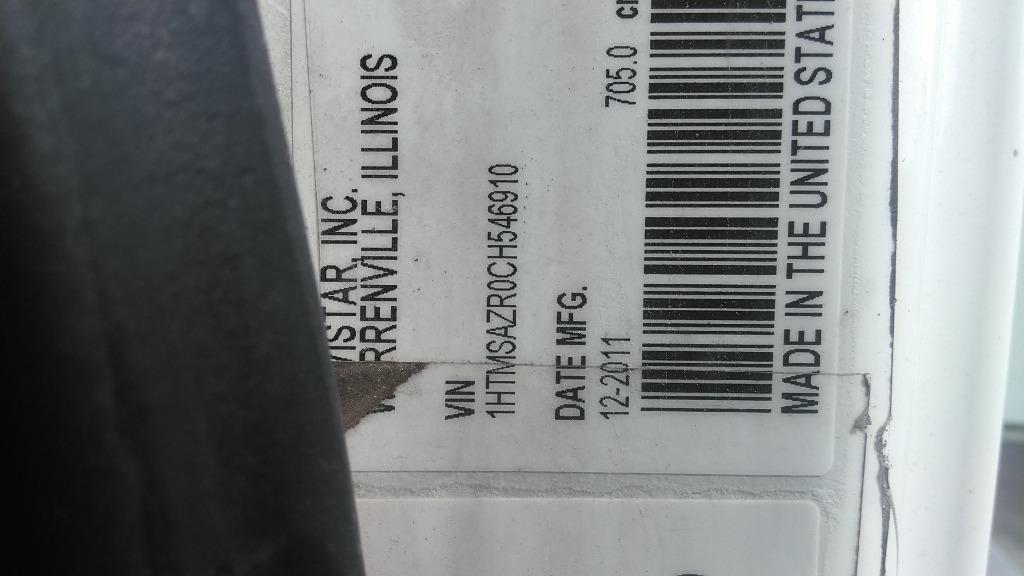 VISTAR, INC.
RRENVILLE, ILLINOIS
VIN
1HTMSAZR0CH546910
DATE MFG.
12-2011
705.0
MADE IN THE UNITED STAT